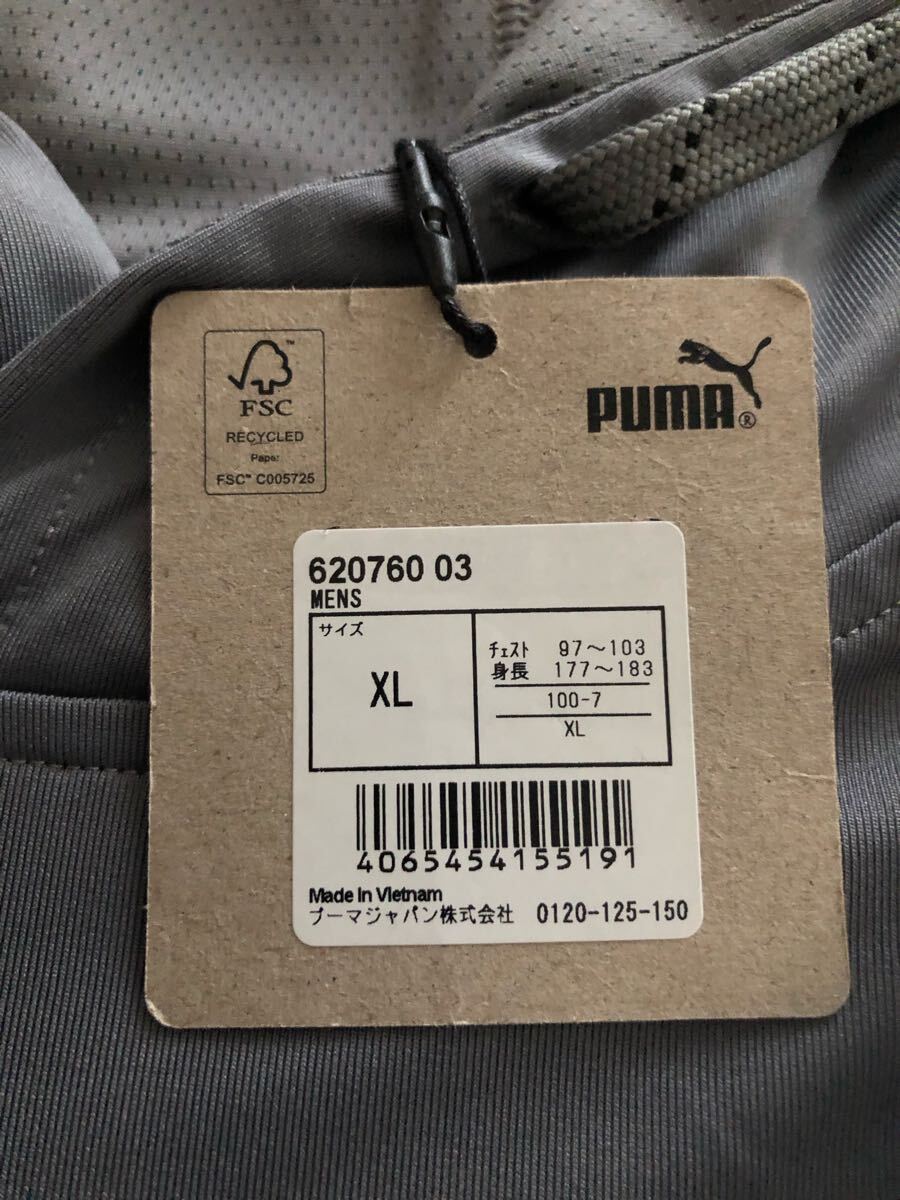 FSC
RECYCLED
Paper
FSC™ C005725
PUMA®
620760 03
MENS
サイズ
XL
チェスト 97～103
身長 177～183
100-7
XL
4065454155191
Made in Vietnam
プーマジャパン株式会社 0120-125-150